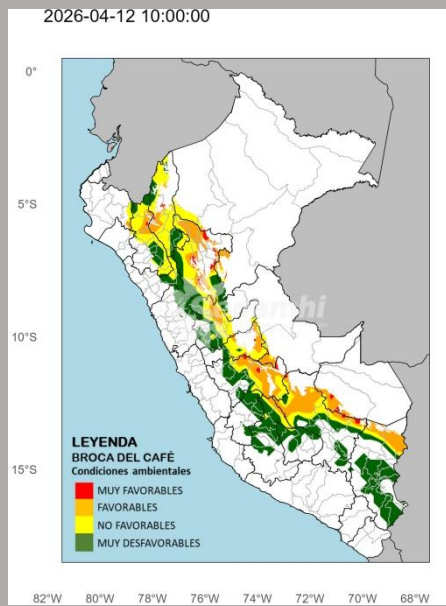 2026-04-12 10:00:00
0°
5°S
10°S
15°S
senamhi
LEYENDA
BROCA DEL CAFÉ
Condiciones ambientales
MUY FAVORABLES
FAVORABLES
NO FAVORABLES
MUY DESFAVORABLES
82°W 80°W 78°W 76°W 74°W 72°W 70°W 68°W